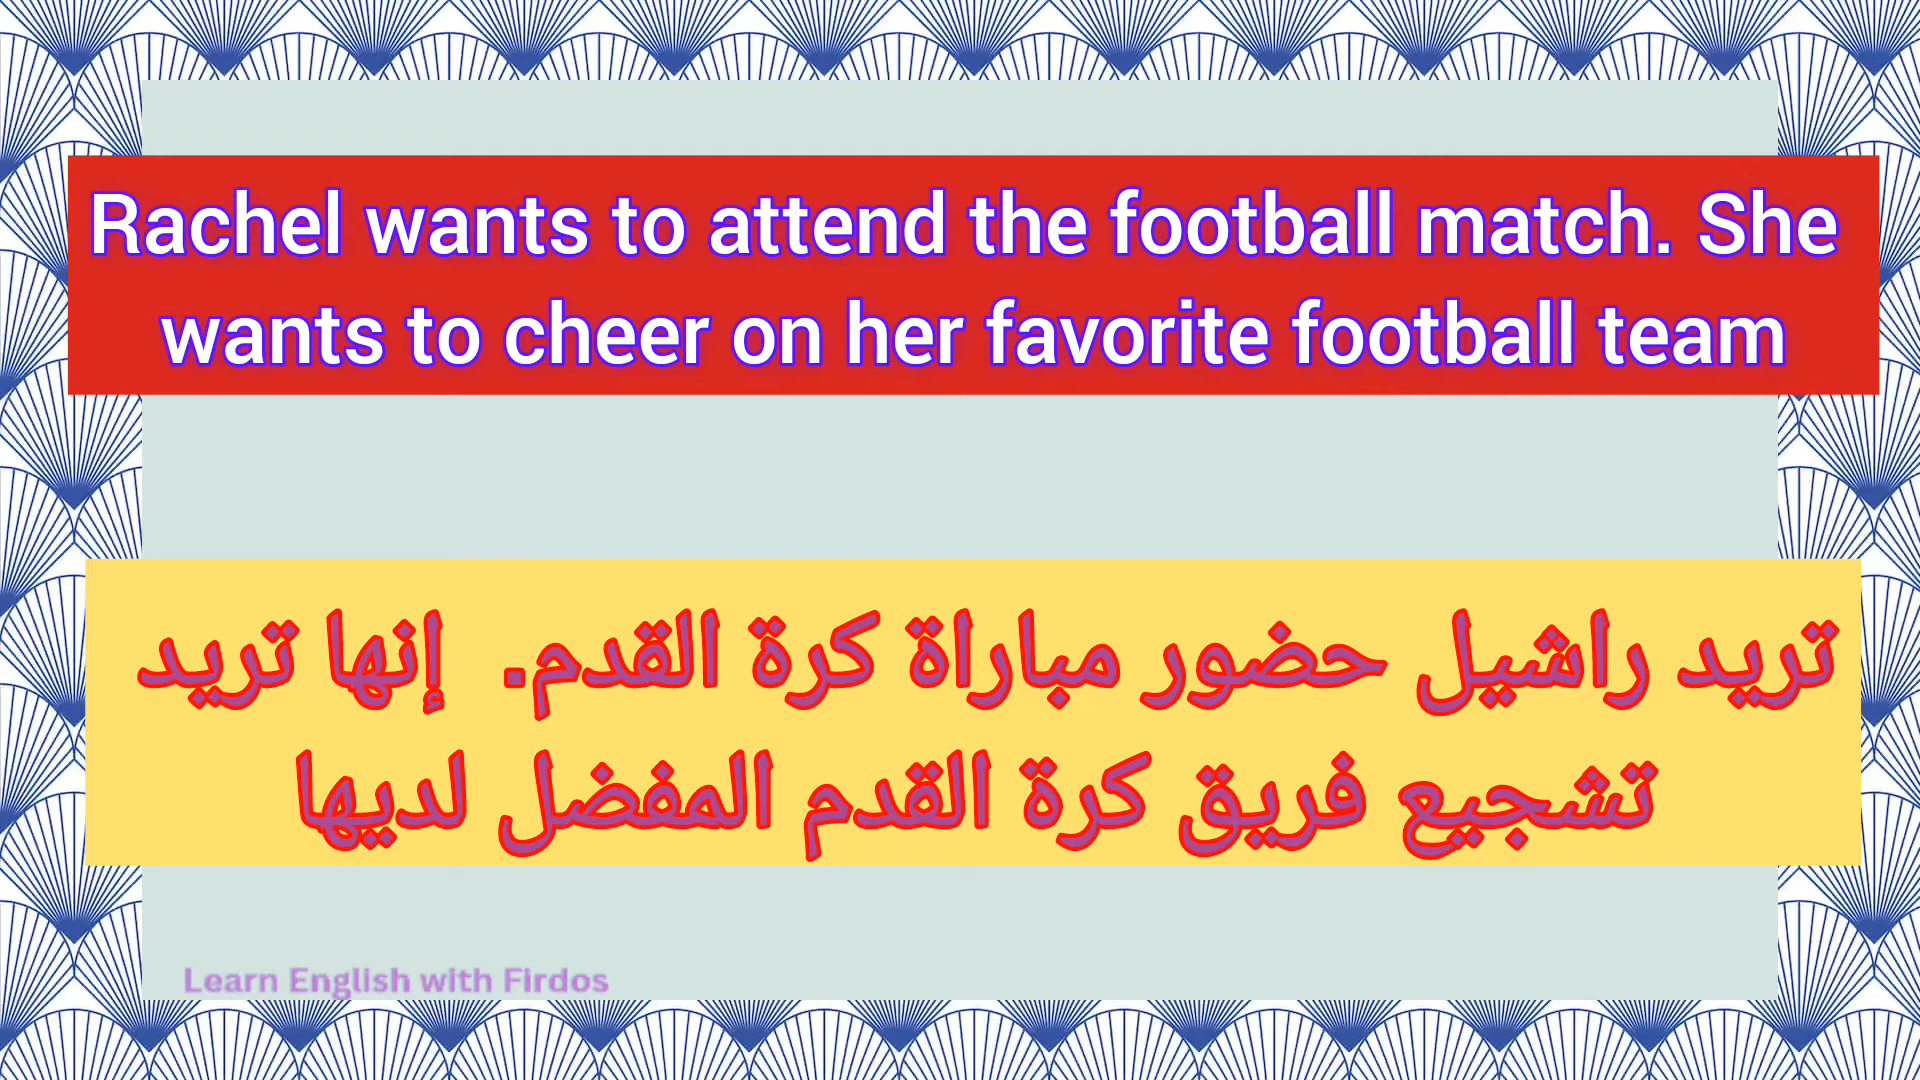 Rachel wants to attend the football match. She
wants to cheer on her favorite football team
تريد راشيل حضور مباراة كرة القدم. إنها تريد
تشجيع فريق كرة القدم المفضل لديها
Learn English with Firdos